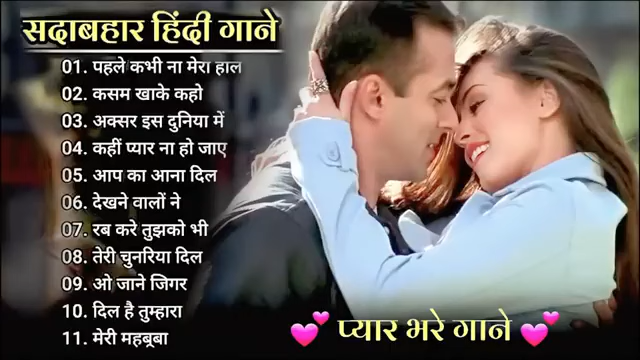 सदाबहार हिंदी गाने
01. पहले कभी ना मेरा हाल
02. कसम खाके कहो
03. अक्सर इस दुनिया में
04. कहीं प्यार ना हो जाए
05. आप का आना दिल
06. देखने वालों ने
07. रब करे तुझको भी
08. तेरी चुनरिया दिल
09. ओ जाने जिगर
10. दिल है तुम्हारा
11. मेरी महबूबा
💕 प्यार भरे गाने 💕